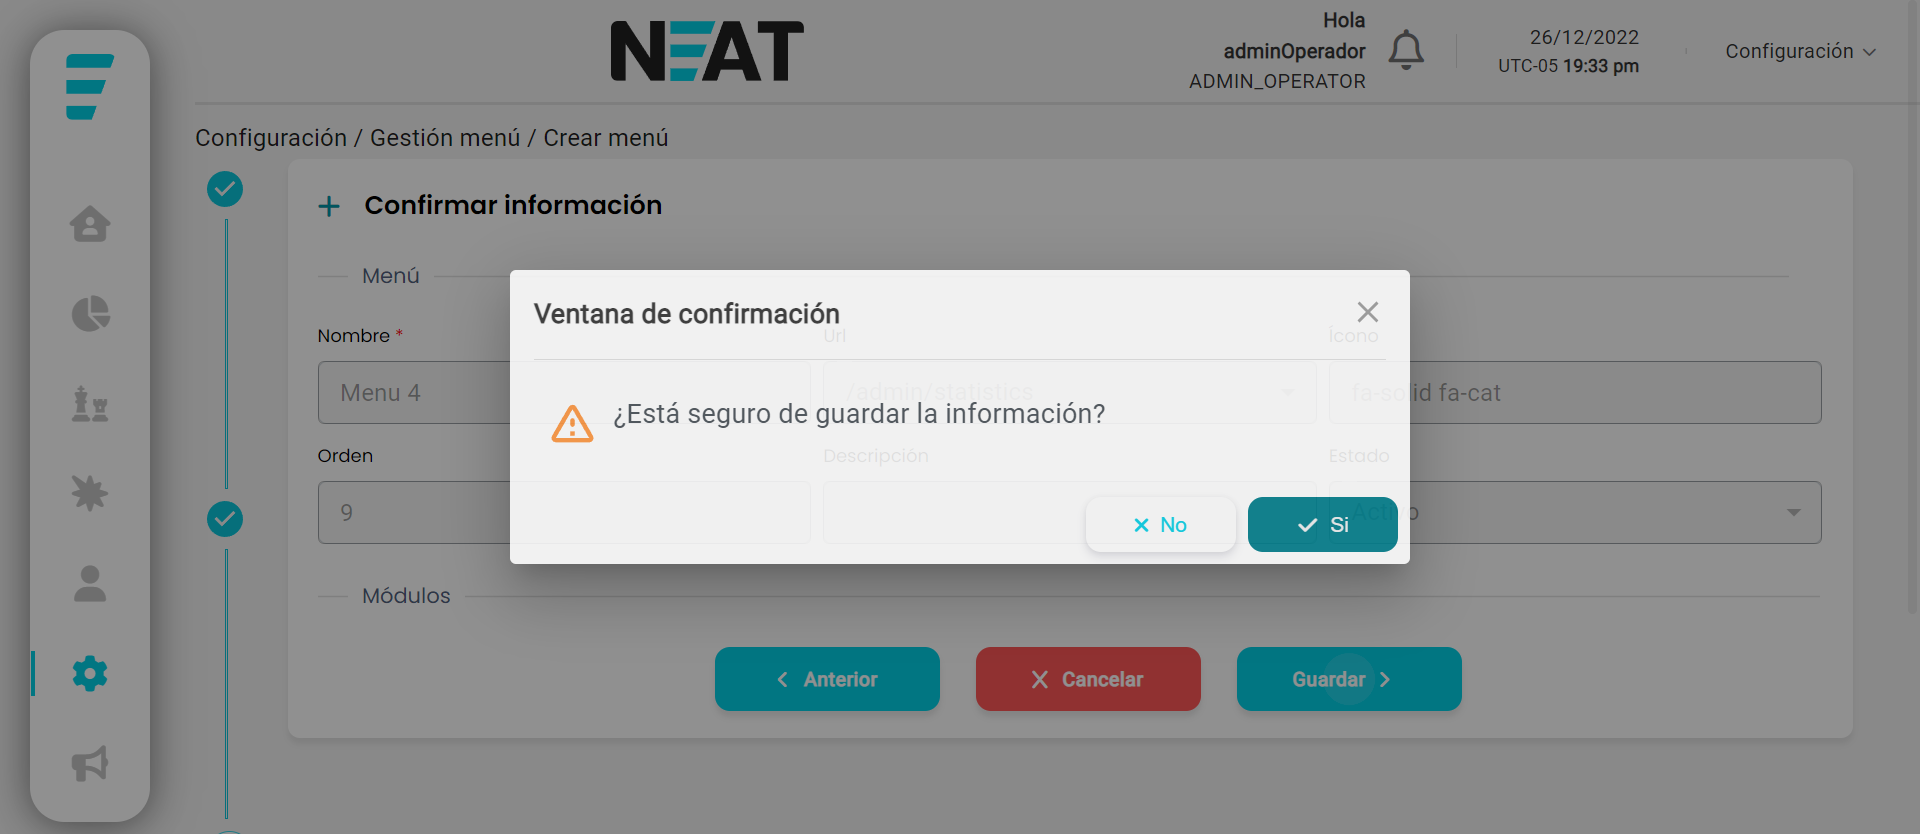 NEAT
Hola
adminOperador
ADMIN_OPERATOR
26/12/2022
UTC-05 19:33 pm
Configuración
Configuración / Gestión menú / Crear menú
Confirmar información
Menú
Ventana de confirmación
Nombre *
Url
Ícono
Menu 4
/admin/statistics
fa-solid fa-cat
¿Está seguro de guardar la información?
Orden
Descripción
Estado
9
Activo
No
Si
Módulos
Anterior
Cancelar
Guardar